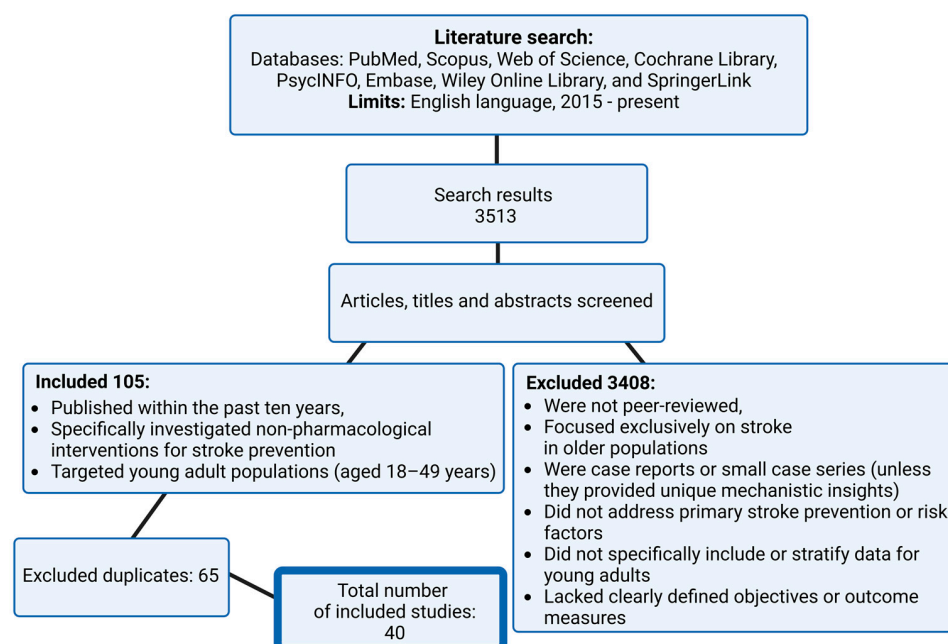 Literature search:
Databases: PubMed, Scopus, Web of Science, Cochrane Library,
PsycINFO, Embase, Wiley Online Library, and SpringerLink
Limits: English language, 2015 - present
Search results
3513
Articles, titles and abstracts screened
Included 105:
• Published within the past ten years,
• Specifically investigated non-pharmacological
interventions for stroke prevention
• Targeted young adult populations (aged 18–49 years)
Excluded 3408:
• Were not peer-reviewed,
• Focused exclusively on stroke
in older populations
• Were case reports or small case series (unless
they provided unique mechanistic insights)
• Did not address primary stroke prevention or risk
factors
• Did not specifically include or stratify data for
young adults
• Lacked clearly defined objectives or outcome
measures
Excluded duplicates: 65
Total number
of included studies:
40